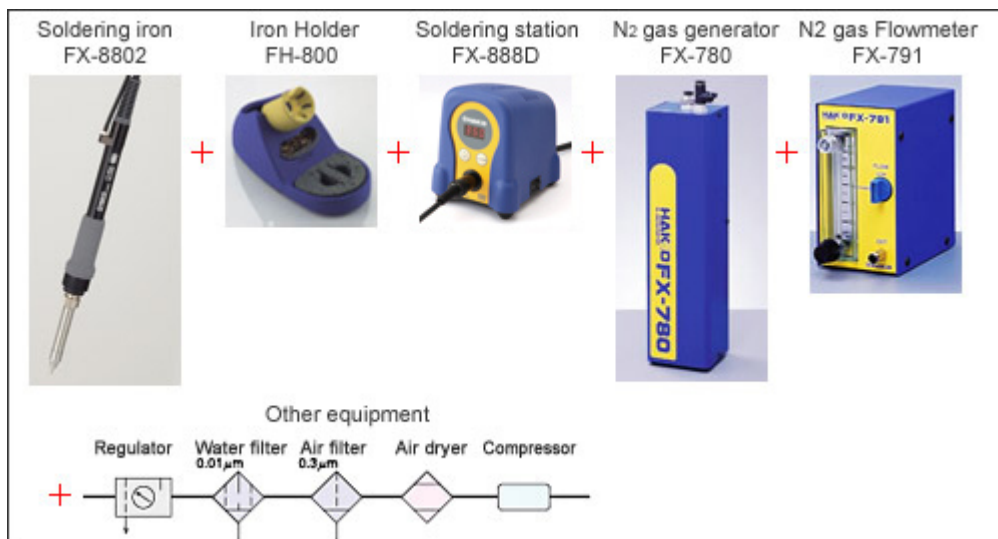 Soldering iron
FX-8802
Iron Holder
FH-800
Soldering station
FX-888D
N2 gas generator
FX-780
N2 gas Flowmeter
FX-791
HAKKO FX-780
FX-791
Other equipment
Regulator
Water filter
0.01μm
Air filter
0.3μm
Air dryer
Compressor